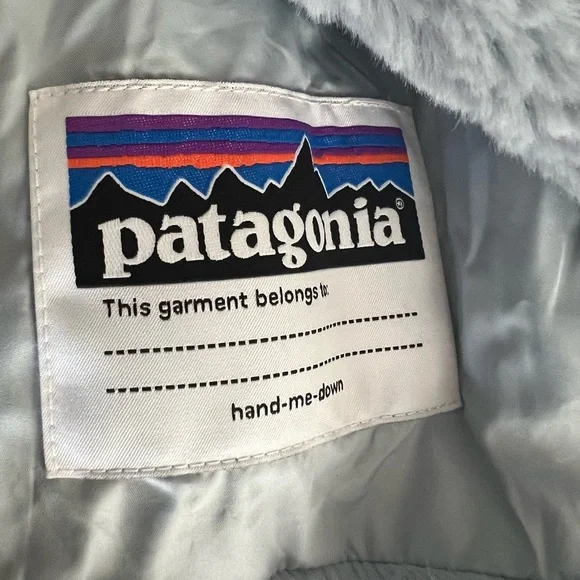 patagonia®
This garment belongs to:
hand-me-down